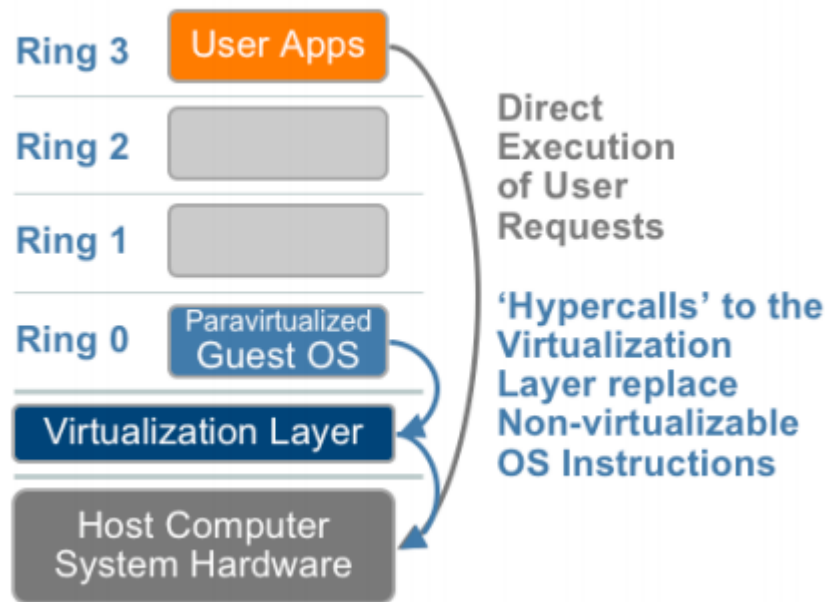 Ring 3
User Apps
Ring 2
Ring 1
Ring 0
Paravirtualized
Guest OS
Virtualization Layer
Host Computer
System Hardware
Direct
Execution
of User
Requests
‘Hypercalls’ to the
Virtualization
Layer replace
Non-virtualizable
OS Instructions